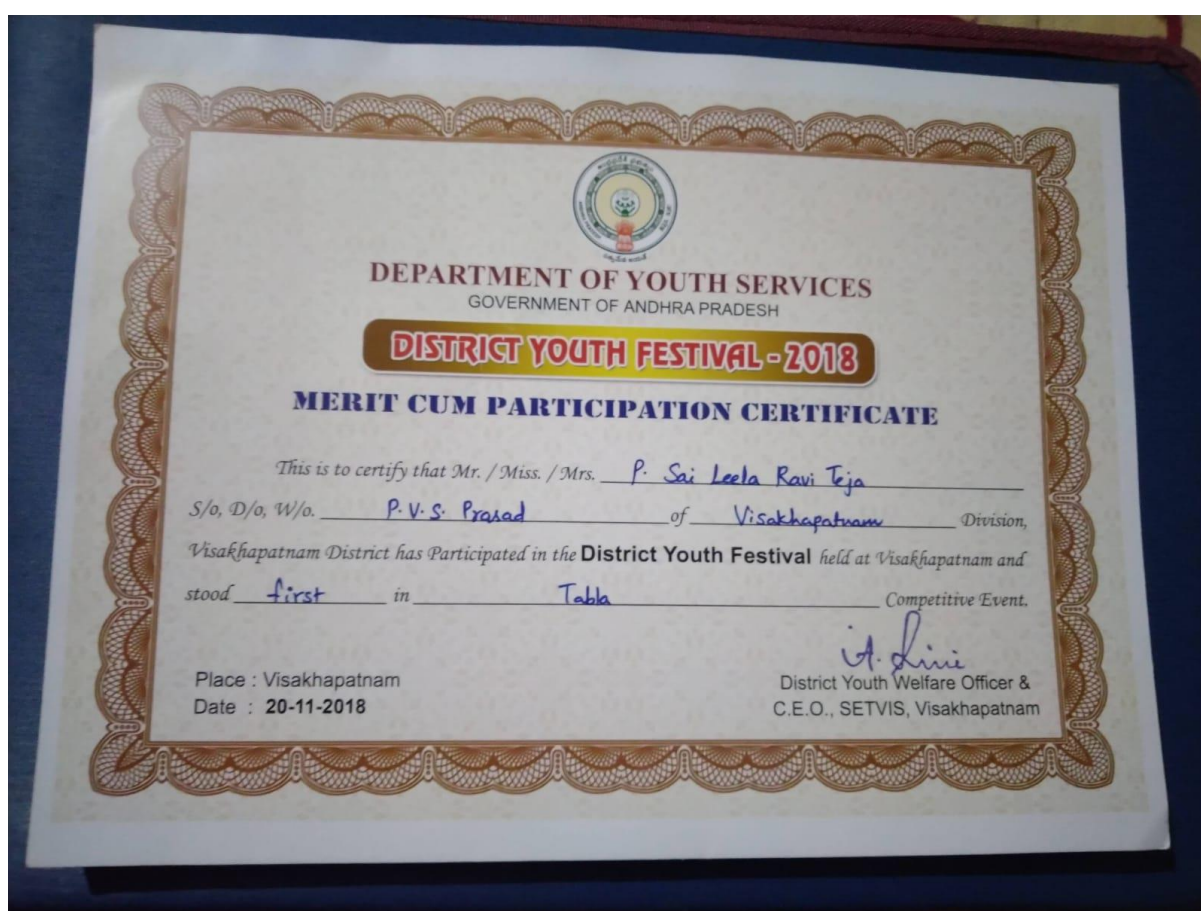 DEPARTMENT OF YOUTH SERVICES
GOVERNMENT OF ANDHRA PRADESH
DISTRICT YOUTH FESTIVAL - 2018
MERIT CUM PARTICIPATION CERTIFICATE
This is to certify that Mr. / Miss. / Mrs. P. Sai Leela Ravi Teja
S/o, D/o, W/o. P. V. S. Prasad of Visakhapatnam Division,
Visakhapatnam District has Participated in the District Youth Festival held at Visakhapatnam and
stood first in Tabla Competitive Event.
Place : Visakhapatnam
Date : 20-11-2018
District Youth Welfare Officer &
C.E.O., SETVIS, Visakhapatnam